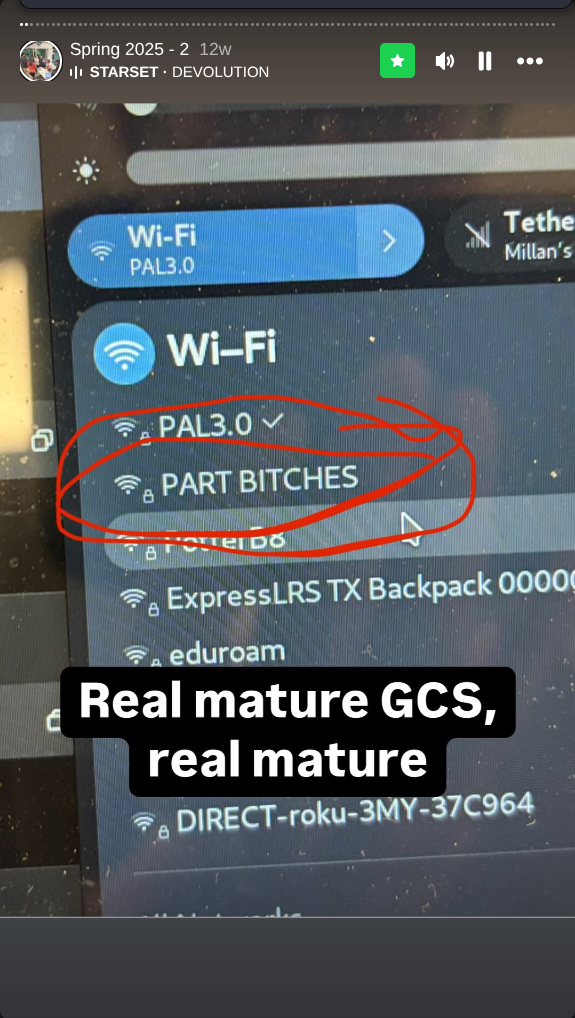 Spring 2025 - 2 12w
STARSET · DEVOLUTION
Wi-Fi
PAL3.0
Tethe
Millan's
Wi-Fi
PAL3.0
PART BITCHES
PotterB8
ExpressLRS TX Backpack 0000
eduroam
Real mature GCS,
real mature
DIRECT-roku-3MY-37C964